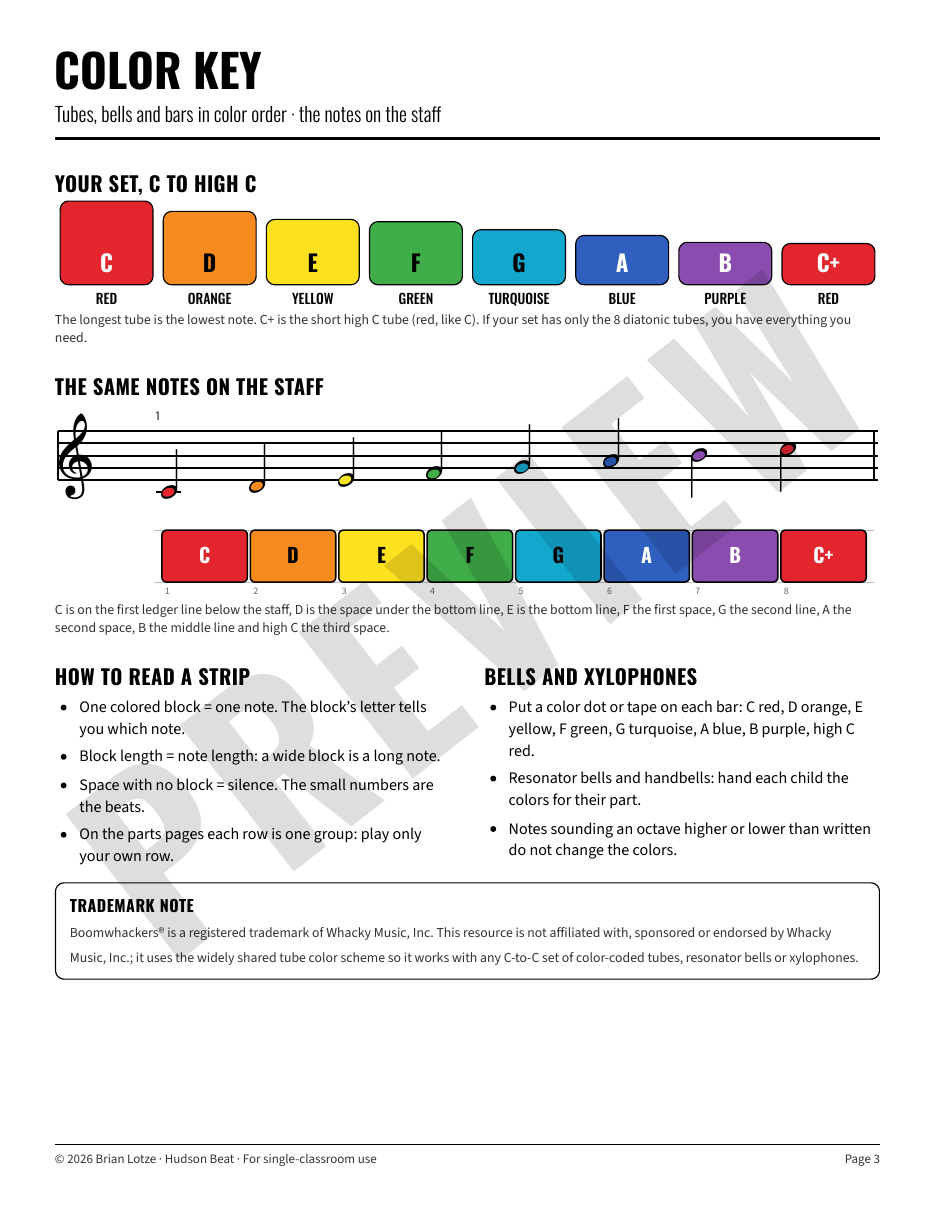 COLOR KEY
Tubes, bells and bars in color order · the notes on the staff
YOUR SET, C TO HIGH C
C D E F G A B C+
RED ORANGE YELLOW GREEN TURQUOISE BLUE PURPLE RED
The longest tube is the lowest note. C+ is the short high C tube (red, like C). If your set has only the 8 diatonic tubes, you have everything you
need.
THE SAME NOTES ON THE STAFF
1
C D E F G A B C+
1 2 3 4 5 6 7 8
C is on the first ledger line below the staff, D is the space under the bottom line, E is the bottom line, F the first space, G the second line, A the
second space, B the middle line and high C the third space.
HOW TO READ A STRIP
• One colored block = one note. The block’s letter tells
you which note.
• Block length = note length: a wide block is a long note.
• Space with no block = silence. The small numbers are
the beats.
• On the parts pages each row is one group: play only
your own row.
BELLS AND XYLOPHONES
• Put a color dot or tape on each bar: C red, D orange, E
yellow, F green, G turquoise, A blue, B purple, high C
red.
• Resonator bells and handbells: hand each child the
colors for their part.
• Notes sounding an octave higher or lower than written
do not change the colors.
TRADEMARK NOTE
Boomwhackers® is a registered trademark of Whacky Music, Inc. This resource is not affiliated with, sponsored or endorsed by Whacky
Music, Inc.; it uses the widely shared tube color scheme so it works with any C-to-C set of color-coded tubes, resonator bells or xylophones.
PREVIEW
© 2026 Brian Lotze · Hudson Beat · For single-classroom use
Page 3